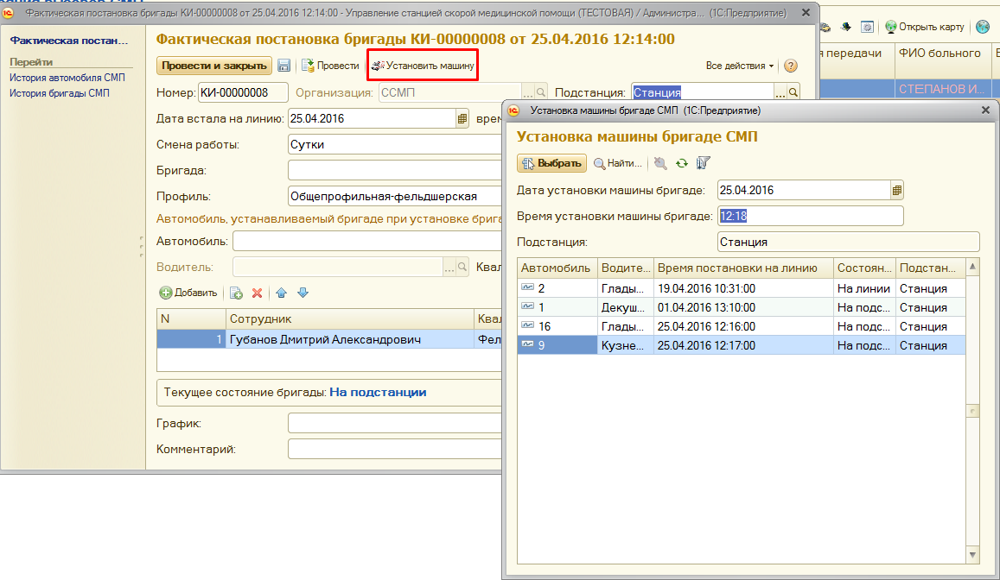 Фактическая постановка бригады КИ-00000008 от 25.04.2016 12:14:00 - Управление станцией скорой медицинской помощи (ТЕСТОВАЯ) / Администра... (1С:Предприятие)
Фактическая постан...
Перейти
История автомобиля СМП
История бригады СМП
Фактическая постановка бригады КИ-00000008 от 25.04.2016 12:14:00
Провести и закрыть Провести Установить машину Все действия
Номер: КИ-00000008 Организация: ССМП Подстанция: Станция
Дата встала на линию: 25.04.2016 врем
Смена работы: Сутки
Бригада:
Профиль: Общепрофильная-фельдшерская
Автомобиль, устанавливаемый бригаде при установке брига
Автомобиль:
Водитель: Квал
Добавить
N Сотрудник Квал
1 Губанов Дмитрий Александрович Фел
Текущее состояние бригады: На подстанции
График:
Комментарий:
Открыть карту
передачи ФИО больного
СТЕПАНОВ И...
Установка машины бригаде СМП (1С:Предприятие)
Установка машины бригаде СМП
Выбрать Найти...
Дата установки машины бригаде: 25.04.2016
Время установки машины бригаде: 12:18
Подстанция: Станция
Автомобиль Водите... Время постановки на линию Состоян... Подстан...
2 Глады... 19.04.2016 10:31:00 На линии Станция
1 Декуш... 01.04.2016 13:10:00 На подс... Станция
16 Глады... 25.04.2016 12:16:00 На подс... Станция
9 Кузне... 25.04.2016 12:17:00 На подс... Станция